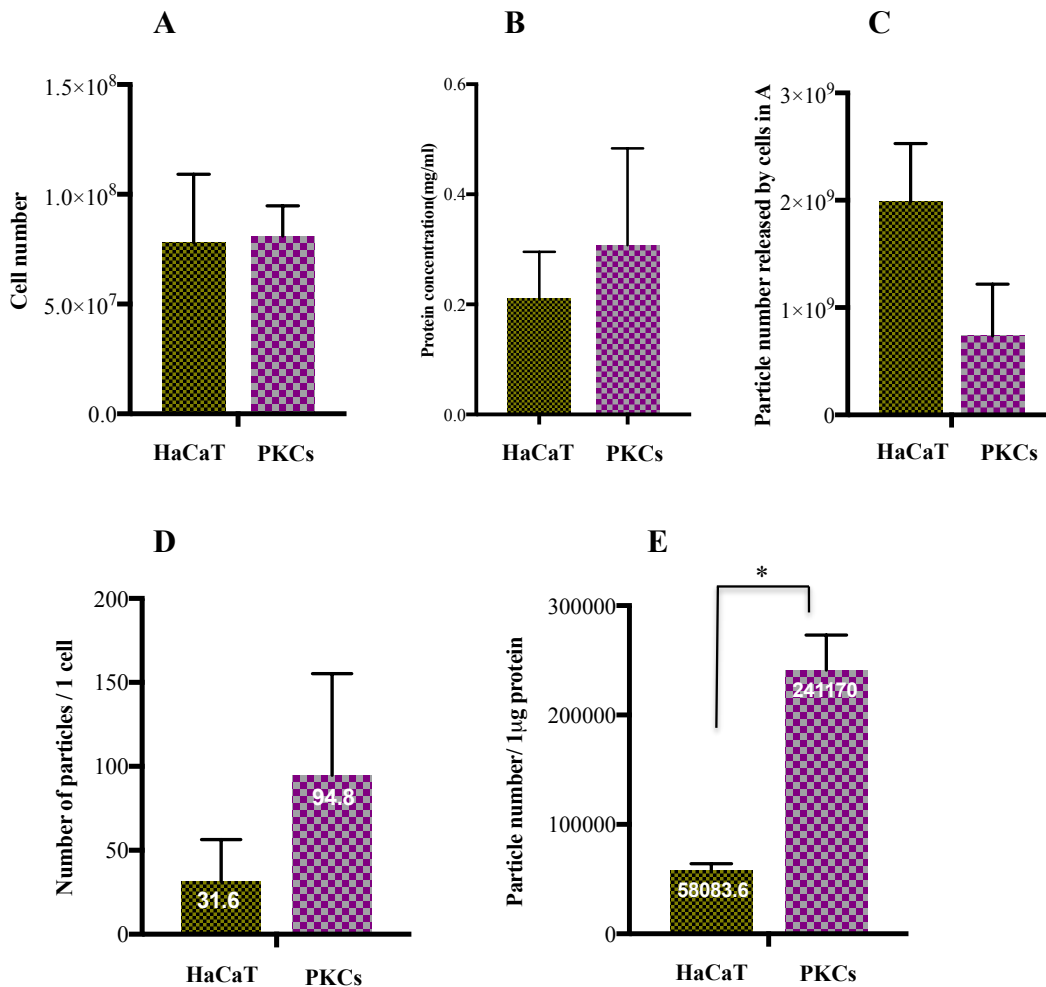 A
Cell number
1.5×10⁸
1.0×10⁸
5.0×10⁷
0.0
HaCaT PKCs
B
Protein concentration(mg/ml)
0.6
0.4
0.2
0.0
HaCaT PKCs
C
Particle number released by cells in A
3×10⁹
2×10⁹
1×10⁹
0
HaCaT PKCs
D
Number of particles / 1 cell
200
150
100
50
0
31.6
94.8
HaCaT PKCs
E
Particle number/ 1µg protein
300000
200000
100000
0
*
58083.6
241170
HaCaT PKCs